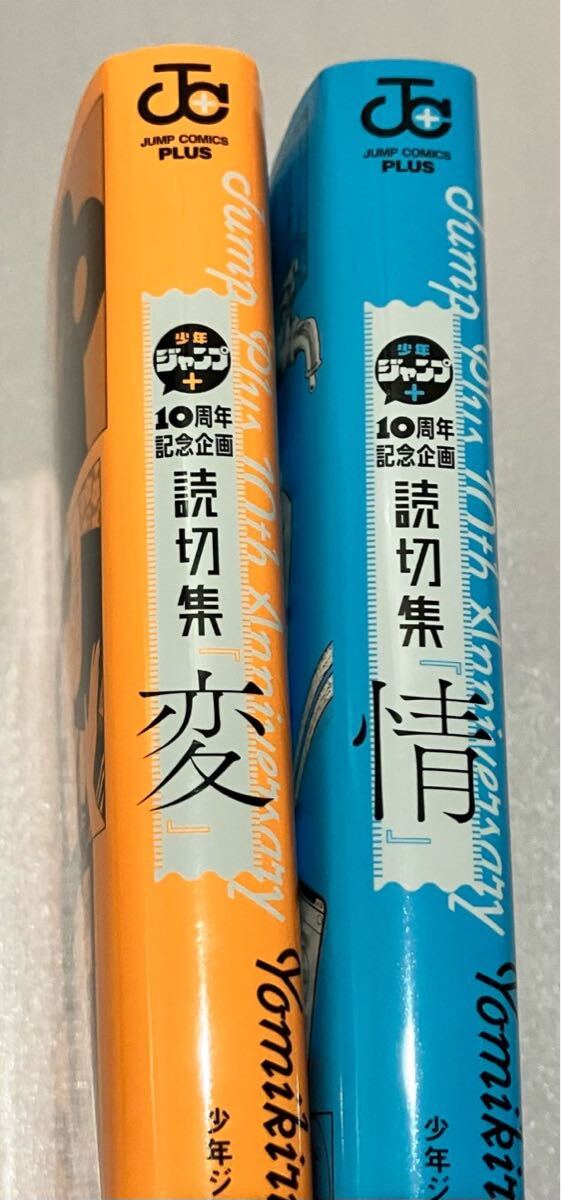 JC+
JUMP COMICS
PLUS
少年
ジャンプ
+
10周年
記念企画
読切集
『変』
Jump Plus 10th Anniversary
Yomikiri
少年ジ
JC+
JUMP COMICS
PLUS
少年
ジャンプ
+
10周年
記念企画
読切集
『情』
Jump Plus 10th Anniversary
Yomikiri
少年ジ